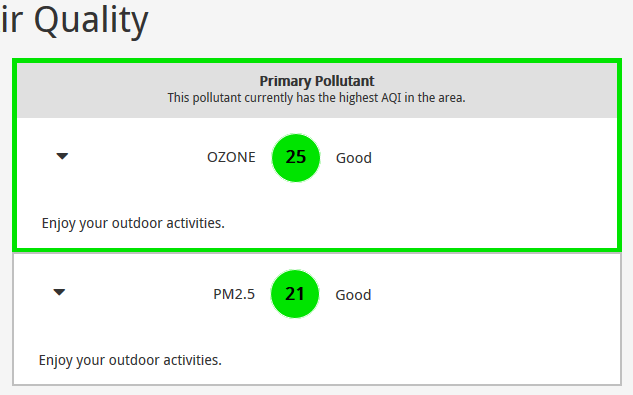 ir Quality
Primary Pollutant
This pollutant currently has the highest AQI in the area.
OZONE 25 Good
Enjoy your outdoor activities.
PM2.5 21 Good
Enjoy your outdoor activities.